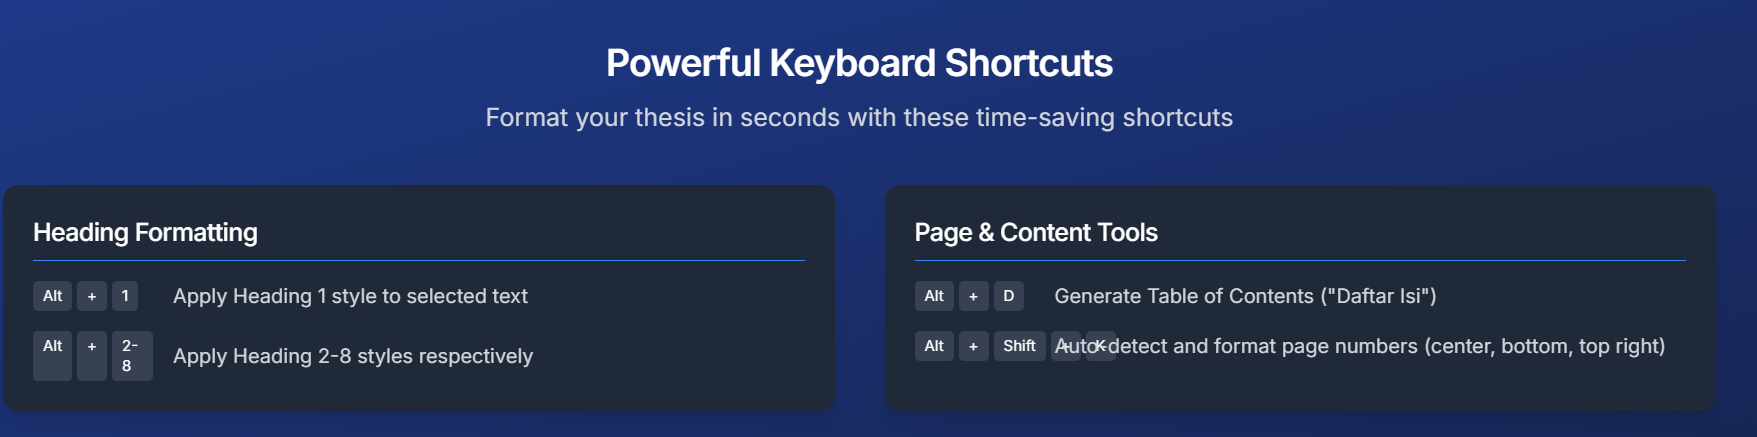 Powerful Keyboard Shortcuts
Format your thesis in seconds with these time-saving shortcuts
Heading Formatting
Alt + 1 Apply Heading 1 style to selected text
Alt + 2-
8 Apply Heading 2-8 styles respectively
Page & Content Tools
Alt + D Generate Table of Contents ("Daftar Isi")
Alt + Shift + K Auto-detect and format page numbers (center, bottom, top right)